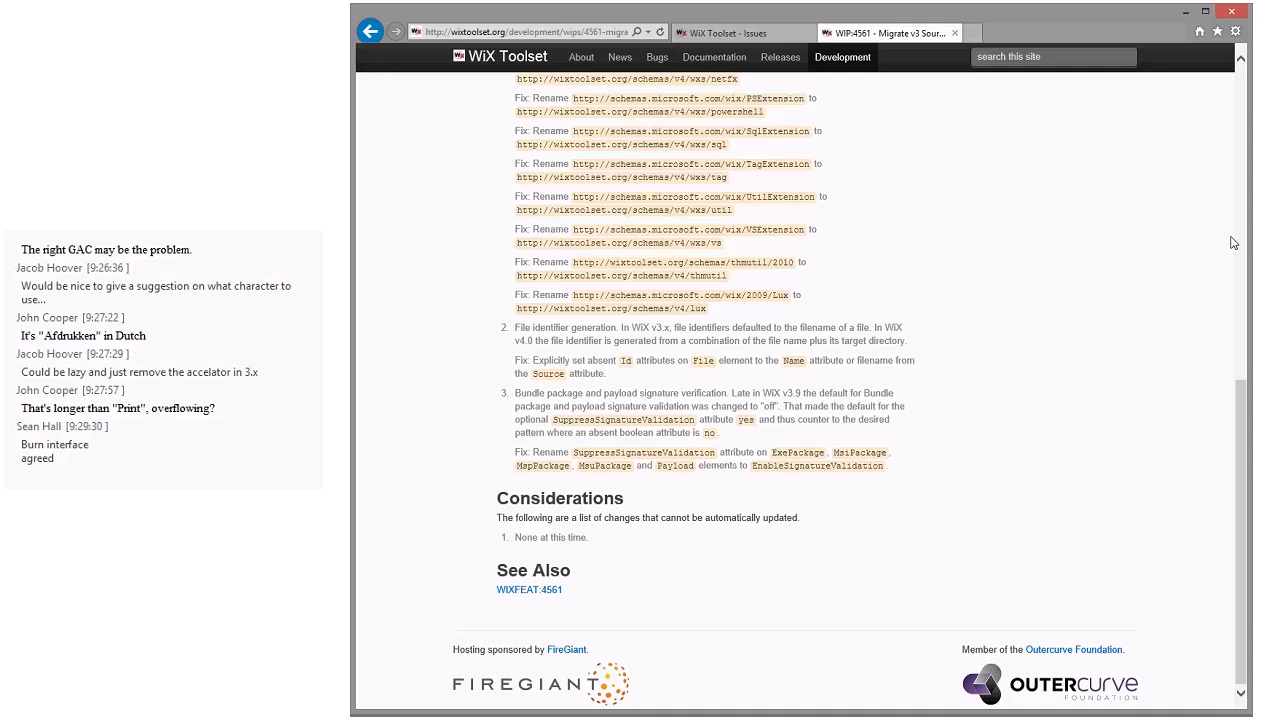 The right GAC may be the problem.
Jacob Hoover [9:26:36 ]
Would be nice to give a suggestion on what character to
use...
John Cooper [9:27:22 ]
It's "Afdrukken" in Dutch
Jacob Hoover [9:27:29 ]
Could be lazy and just remove the accelator in 3.x
John Cooper [9:27:57 ]
That's longer than "Print", overflowing?
Sean Hall [9:29:30 ]
Burn interface
agreed
http://wixtoolset.org/development/wips/4561-migra
WiX Toolset - Issues
WIP:4561 - Migrate v3 Sour...
WiX Toolset
About
News
Bugs
Documentation
Releases
Development
search this site
http://wixtoolset.org/schemas/v4/wxs/netfx
Fix: Rename http://schemas.microsoft.com/wix/PSExtension to
http://wixtoolset.org/schemas/v4/wxs/powershell
Fix: Rename http://schemas.microsoft.com/wix/SqlExtension to
http://wixtoolset.org/schemas/v4/wxs/sql
Fix: Rename http://schemas.microsoft.com/wix/TagExtension to
http://wixtoolset.org/schemas/v4/wxs/tag
Fix: Rename http://schemas.microsoft.com/wix/UtilExtension to
http://wixtoolset.org/schemas/v4/wxs/util
Fix: Rename http://schemas.microsoft.com/wix/VSExtension to
http://wixtoolset.org/schemas/v4/wxs/vs
Fix: Rename http://wixtoolset.org/schemas/thmutil/2010 to
http://wixtoolset.org/schemas/v4/thmutil
Fix: Rename http://schemas.microsoft.com/wix/2009/Lux to
http://wixtoolset.org/schemas/v4/lux
2. File identifier generation. In WiX v3.x, file identifiers defaulted to the filename of a file. In WiX
v4.0 the file identifier is generated from a combination of the file name plus its target directory.
Fix: Explicitly set absent Id attributes on File element to the Name attribute or filename from
the Source attribute.
3. Bundle package and payload signature verification. Late in WiX v3.9 the default for Bundle
package and payload signature validation was changed to "off". That made the default for the
optional SuppressSignatureValidation attribute yes and thus counter to the desired
pattern where an absent boolean attribute is no.
Fix: Rename SuppressSignatureValidation attribute on ExePackage, MsiPackage,
MspPackage, MsuPackage and Payload elements to EnableSignatureValidation.
Considerations
The following are a list of changes that cannot be automatically updated.
1. None at this time.
See Also
WIXFEAT:4561
Hosting sponsored by FireGiant.
FIREGIANT
Member of the Outercurve Foundation.
OUTERCURVE
FOUNDATION